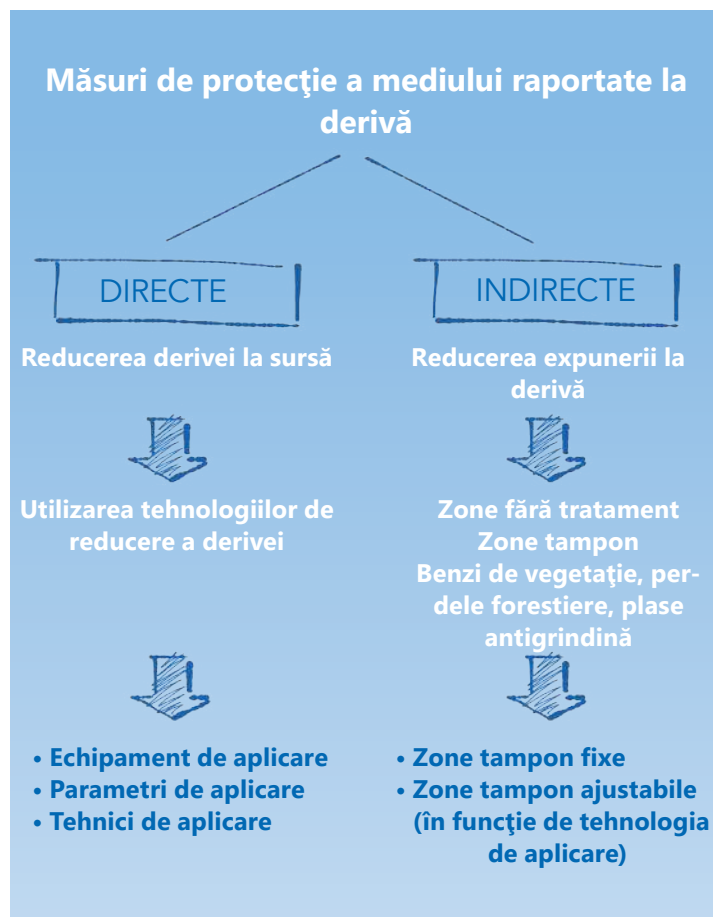 Măsuri de protecţie a mediului raportate la
derivă
DIRECTE
Reducerea derivei la sursă
Utilizarea tehnologiilor de
reducere a derivei
• Echipament de aplicare
• Parametri de aplicare
• Tehnici de aplicare
INDIRECTE
Reducerea expunerii la
derivă
Zone fără tratament
Zone tampon
Benzi de vegetaţie, per-
dele forestiere, plase
antigrindină
• Zone tampon fixe
• Zone tampon ajustabile
(în funcţie de tehnologia
de aplicare)